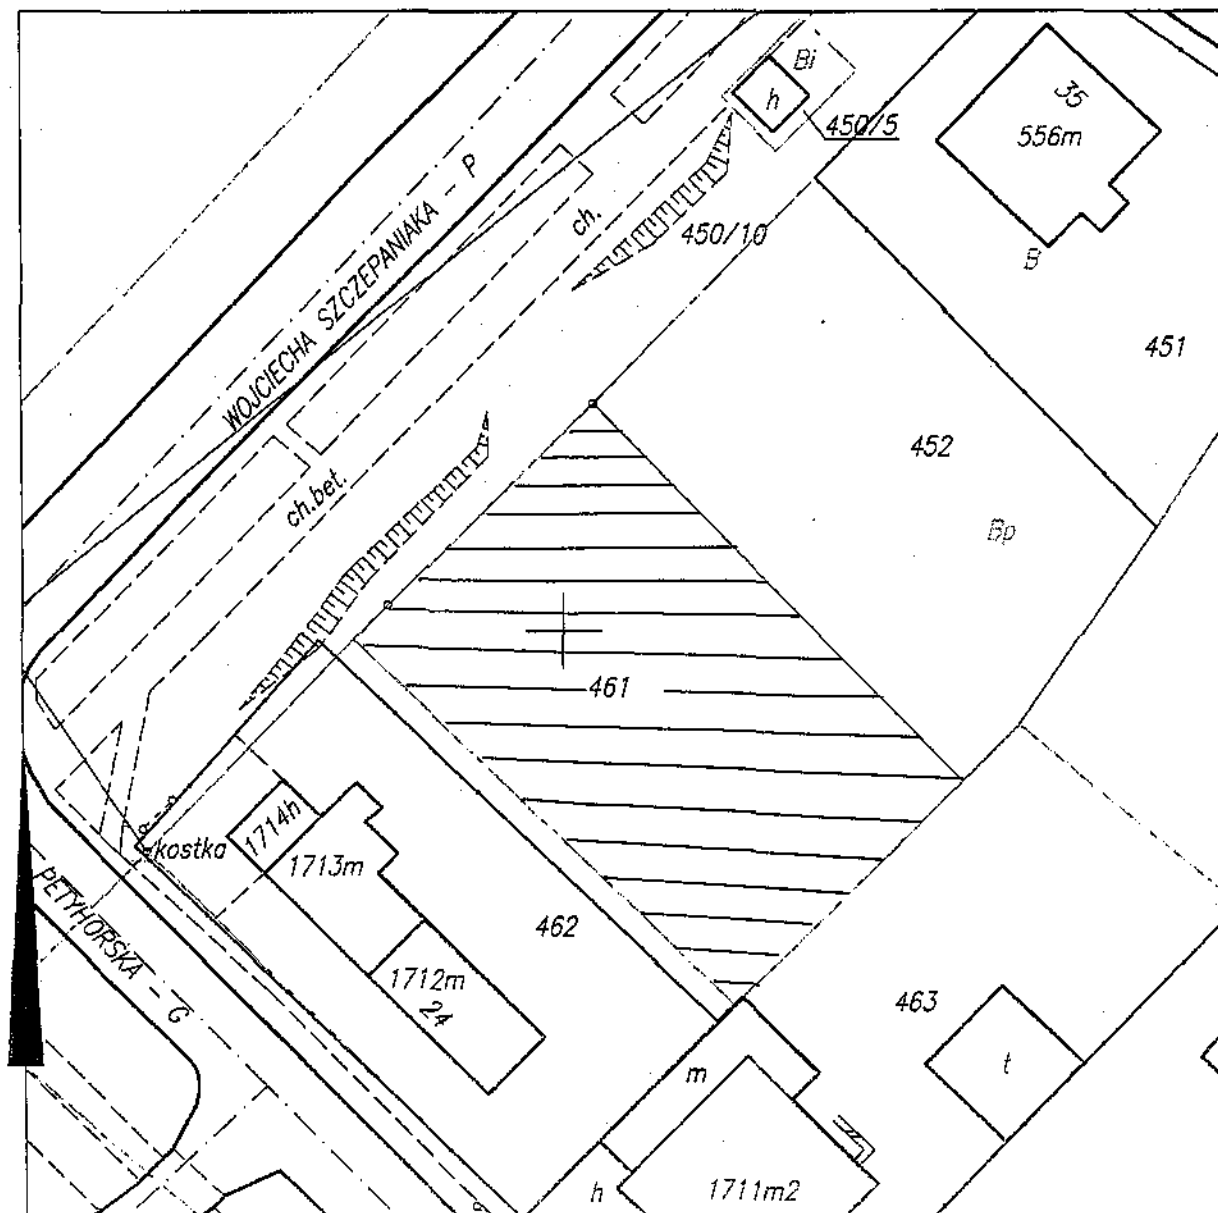 Bi
h
450/5
35
556m
WOJCIECHA SZCZEPANIAKA - P
ch.
450/10
B
451
452
ch.bet.
Bp
461
1714h
kostka
1713m
PETYHORSKA - G
462
1712m
24
463
m
t
h
1711m2